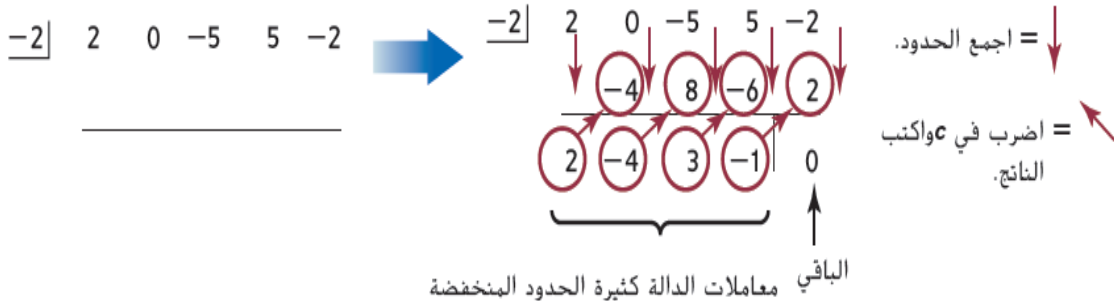 −2 2 0 −5 5 −2
−2 2 0 −5 5 −2
−4 8 −6 2
2 −4 3 −1 0
الباقي
معاملات الدالة كثيرة الحدود المنخفضة
= اجمع الحدود.
= اضرب في c واكتب
الناتج.